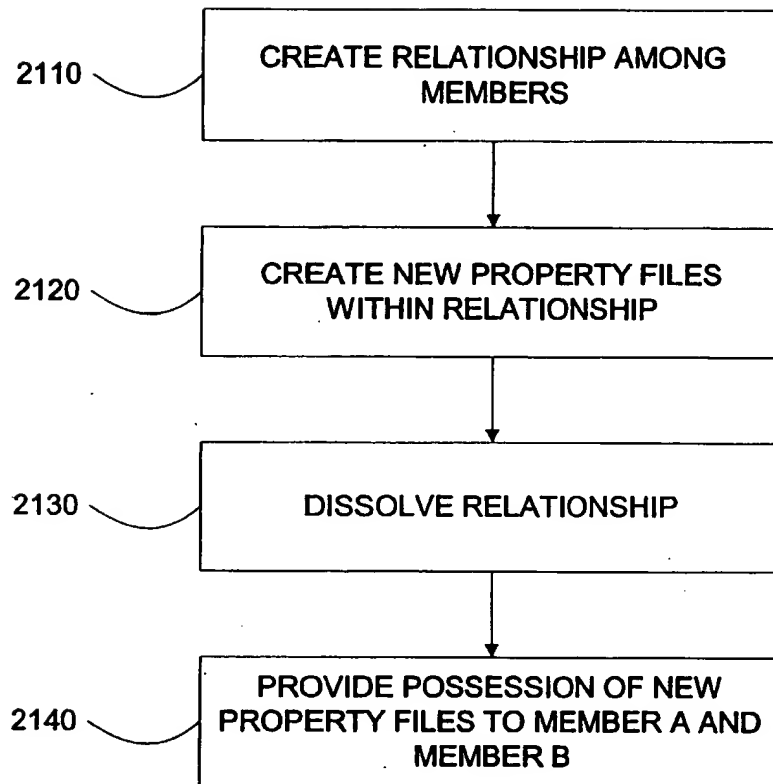 2110
CREATE RELATIONSHIP AMONG
MEMBERS
2120
CREATE NEW PROPERTY FILES
WITHIN RELATIONSHIP
2130
DISSOLVE RELATIONSHIP
2140
PROVIDE POSSESSION OF NEW
PROPERTY FILES TO MEMBER A AND
MEMBER B